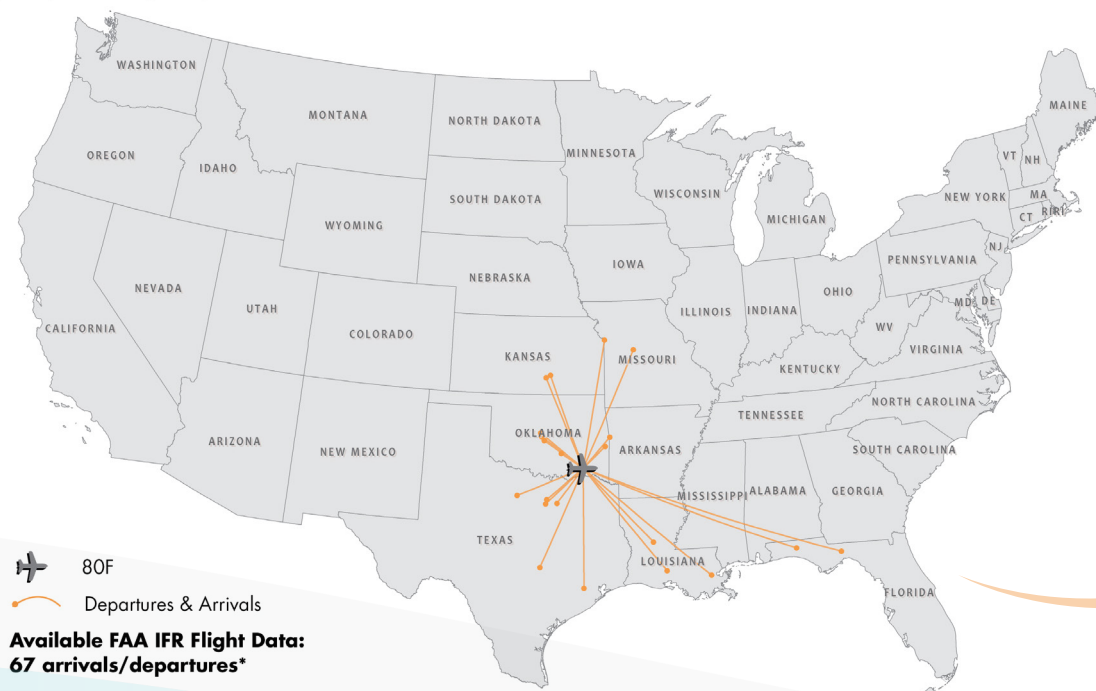 WASHINGTON
MONTANA
NORTH DAKOTA
MINNESOTA
MAINE
OREGON
IDAHO
SOUTH DAKOTA
WISCONSIN
MICHIGAN
VT
NH
NEW YORK
MA
CT
RIRI
WYOMING
IOWA
PENNSYLVANIA
NJ
NEBRASKA
NEVADA
UTAH
COLORADO
ILLINOIS
INDIANA
OHIO
MD
DE
WV
VIRGINIA
CALIFORNIA
KANSAS
MISSOURI
KENTUCKY
NORTH CAROLINA
TENNESSEE
ARIZONA
NEW MEXICO
OKLAHOMA
ARKANSAS
SOUTH CAROLINA
MISSISSIPPI
ALABAMA
GEORGIA
TEXAS
LOUISIANA
FLORIDA
80F
Departures & Arrivals
Available FAA IFR Flight Data:
67 arrivals/departures*